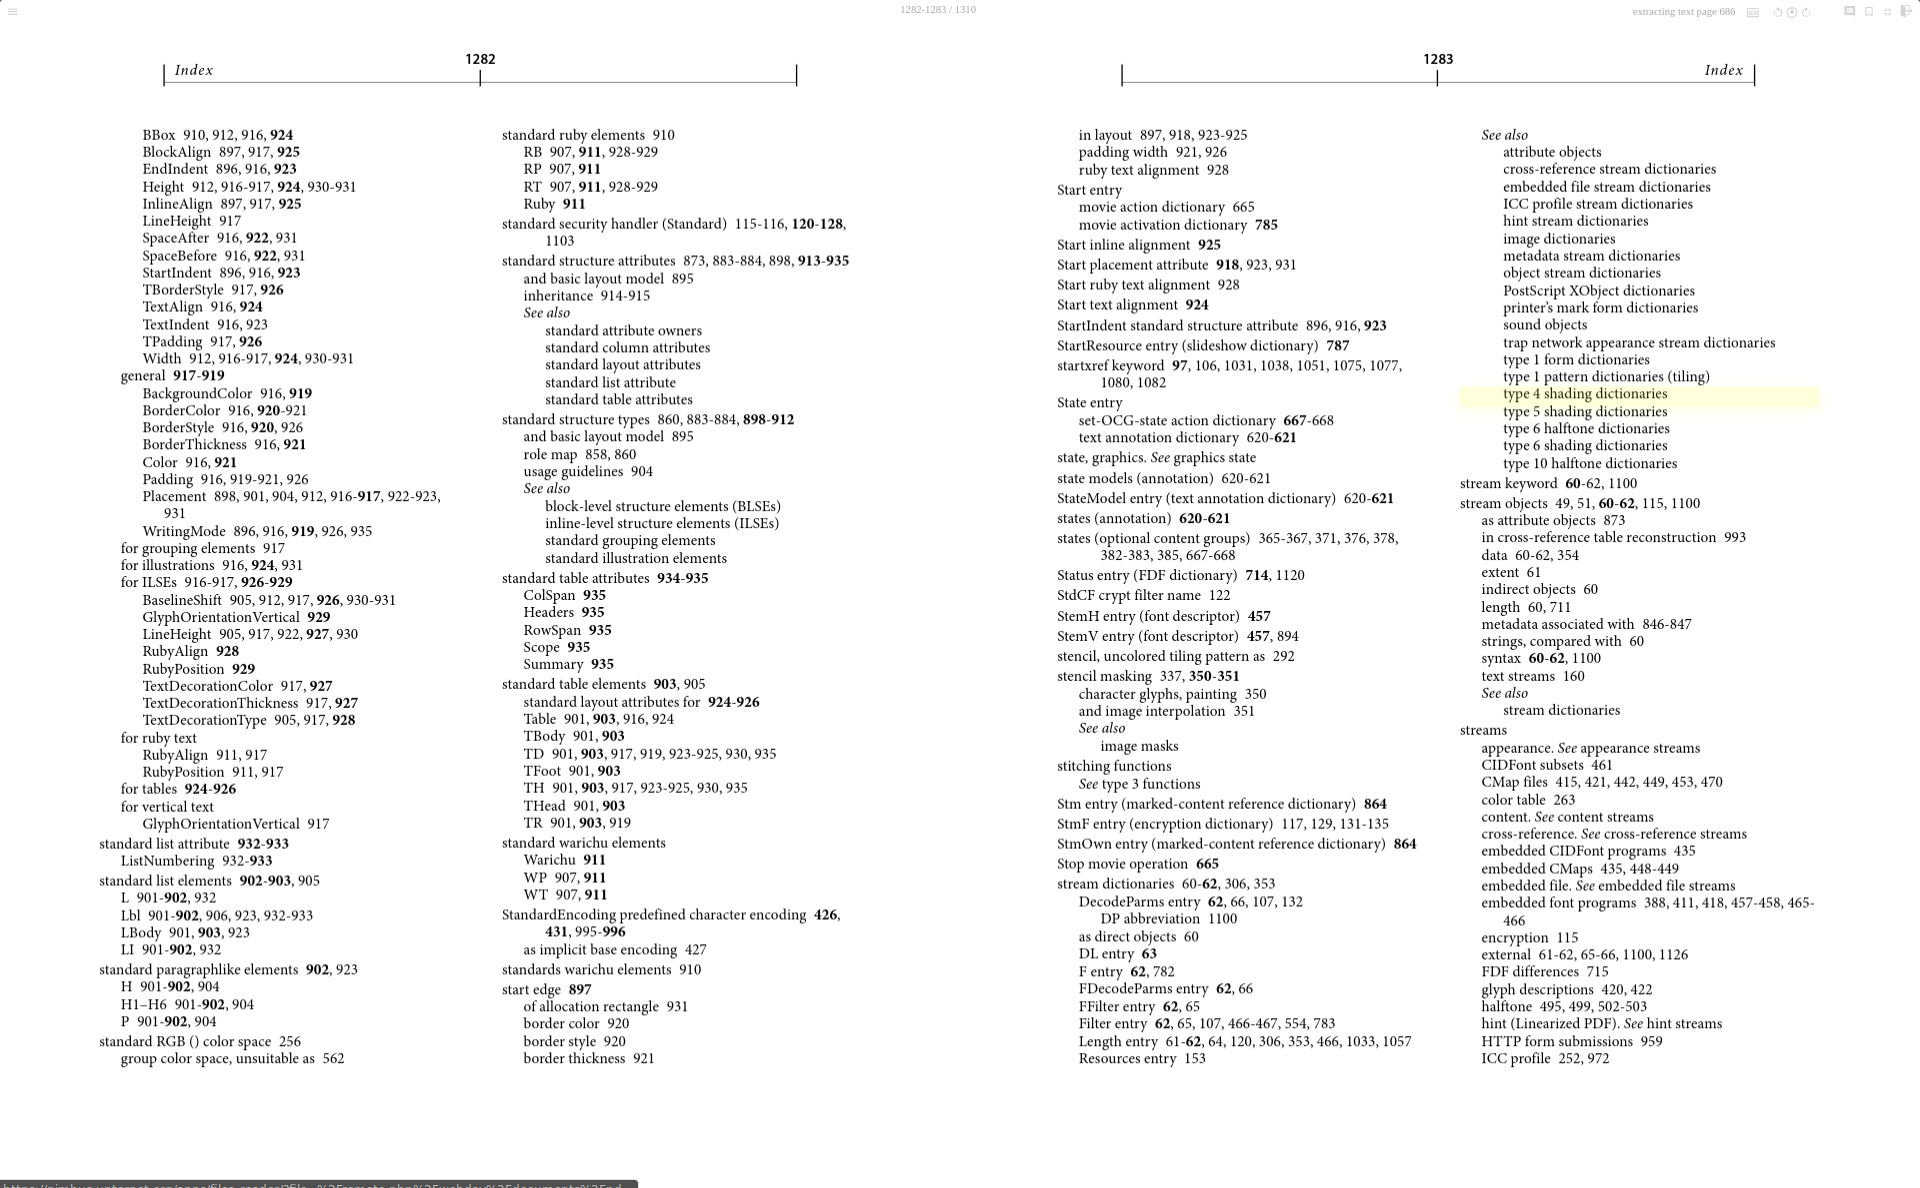 1282-1283 / 1310
extracting text page 686
1282
Index
BBox 910, 912, 916, 924
BlockAlign 897, 917, 925
EndIndent 896, 916, 923
Height 912, 916-917, 924, 930-931
InlineAlign 897, 917, 925
LineHeight 917
SpaceAfter 916, 922, 931
SpaceBefore 916, 922, 931
StartIndent 896, 916, 923
TBorderStyle 917, 926
TextAlign 916, 924
TextIndent 916, 923
TPadding 917, 926
Width 912, 916-917, 924, 930-931
general 917-919
BackgroundColor 916, 919
BorderColor 916, 920-921
BorderStyle 916, 920, 926
BorderThickness 916, 921
Color 916, 921
Padding 916, 919-921, 926
Placement 898, 901, 904, 912, 916-917, 922-923,
931
WritingMode 896, 916, 919, 926, 935
for grouping elements 917
for illustrations 916, 924, 931
for ILSEs 916-917, 926-929
BaselineShift 905, 912, 917, 926, 930-931
GlyphOrientationVertical 929
LineHeight 905, 917, 922, 927, 930
RubyAlign 928
RubyPosition 929
TextDecorationColor 917, 927
TextDecorationThickness 917, 927
TextDecorationType 905, 917, 928
for ruby text
RubyAlign 911, 917
RubyPosition 911, 917
for tables 924-926
for vertical text
GlyphOrientationVertical 917
standard list attribute 932-933
ListNumbering 932-933
standard list elements 902-903, 905
L 901-902, 932
Lbl 901-902, 906, 923, 932-933
LBody 901, 903, 923
LI 901-902, 932
standard paragraphlike elements 902, 923
H 901-902, 904
H1–H6 901-902, 904
P 901-902, 904
standard RGB () color space 256
group color space, unsuitable as 562
standard ruby elements 910
RB 907, 911, 928-929
RP 907, 911
RT 907, 911, 928-929
Ruby 911
standard security handler (Standard) 115-116, 120-128,
1103
standard structure attributes 873, 883-884, 898, 913-935
and basic layout model 895
inheritance 914-915
See also
standard attribute owners
standard column attributes
standard layout attributes
standard list attribute
standard table attributes
standard structure types 860, 883-884, 898-912
and basic layout model 895
role map 858, 860
usage guidelines 904
See also
block-level structure elements (BLSEs)
inline-level structure elements (ILSEs)
standard grouping elements
standard illustration elements
standard table attributes 934-935
ColSpan 935
Headers 935
RowSpan 935
Scope 935
Summary 935
standard table elements 903, 905
standard layout attributes for 924-926
Table 901, 903, 916, 924
TBody 901, 903
TD 901, 903, 917, 919, 923-925, 930, 935
TFoot 901, 903
TH 901, 903, 917, 923-925, 930, 935
THead 901, 903
TR 901, 903, 919
standard warichu elements
Warichu 911
WP 907, 911
WT 907, 911
StandardEncoding predefined character encoding 426,
431, 995-996
as implicit base encoding 427
standards warichu elements 910
start edge 897
of allocation rectangle 931
border color 920
border style 920
border thickness 921
1283
Index
in layout 897, 918, 923-925
padding width 921, 926
ruby text alignment 928
Start entry
movie action dictionary 665
movie activation dictionary 785
Start inline alignment 925
Start placement attribute 918, 923, 931
Start ruby text alignment 928
Start text alignment 924
StartIndent standard structure attribute 896, 916, 923
StartResource entry (slideshow dictionary) 787
startxref keyword 97, 106, 1031, 1038, 1051, 1075, 1077,
1080, 1082
State entry
set-OCG-state action dictionary 667-668
text annotation dictionary 620-621
state, graphics. See graphics state
state models (annotation) 620-621
StateModel entry (text annotation dictionary) 620-621
states (annotation) 620-621
states (optional content groups) 365-367, 371, 376, 378,
382-383, 385, 667-668
Status entry (FDF dictionary) 714, 1120
StdCF crypt filter name 122
StemH entry (font descriptor) 457
StemV entry (font descriptor) 457, 894
stencil, uncolored tiling pattern as 292
stencil masking 337, 350-351
character glyphs, painting 350
and image interpolation 351
See also
image masks
stitching functions
See type 3 functions
Stm entry (marked-content reference dictionary) 864
StmF entry (encryption dictionary) 117, 129, 131-135
StmOwn entry (marked-content reference dictionary) 864
Stop movie operation 665
stream dictionaries 60-62, 306, 353
DecodeParms entry 62, 66, 107, 132
DP abbreviation 1100
as direct objects 60
DL entry 63
F entry 62, 782
FDecodeParms entry 62, 66
FFilter entry 62, 65
Filter entry 62, 65, 107, 466-467, 554, 783
Length entry 61-62, 64, 120, 306, 353, 466, 1033, 1057
Resources entry 153
See also
attribute objects
cross-reference stream dictionaries
embedded file stream dictionaries
ICC profile stream dictionaries
hint stream dictionaries
image dictionaries
metadata stream dictionaries
object stream dictionaries
PostScript XObject dictionaries
printer's mark form dictionaries
sound objects
trap network appearance stream dictionaries
type 1 form dictionaries
type 1 pattern dictionaries (tiling)
type 4 shading dictionaries
type 5 shading dictionaries
type 6 halftone dictionaries
type 6 shading dictionaries
type 10 halftone dictionaries
stream keyword 60-62, 1100
stream objects 49, 51, 60-62, 115, 1100
as attribute objects 873
in cross-reference table reconstruction 993
data 60-62, 354
extent 61
indirect objects 60
length 60, 711
metadata associated with 846-847
strings, compared with 60
syntax 60-62, 1100
text streams 160
See also
stream dictionaries
streams
appearance. See appearance streams
CIDFont subsets 461
CMap files 415, 421, 442, 449, 453, 470
color table 263
content. See content streams
cross-reference. See cross-reference streams
embedded CIDFont programs 435
embedded CMaps 435, 448-449
embedded file. See embedded file streams
embedded font programs 388, 411, 418, 457-458, 465-
466
encryption 115
external 61-62, 65-66, 1100, 1126
FDF differences 715
glyph descriptions 420, 422
halftone 495, 499, 502-503
hint (Linearized PDF). See hint streams
HTTP form submissions 959
ICC profile 252, 972